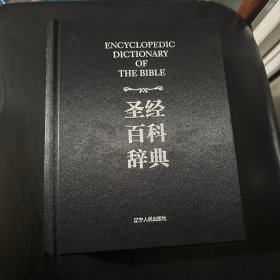 ENCYCLOPEDIC
DICTIONARY
OF
THE BIBLE
圣经
百科
辞典
辽宁人民出版社